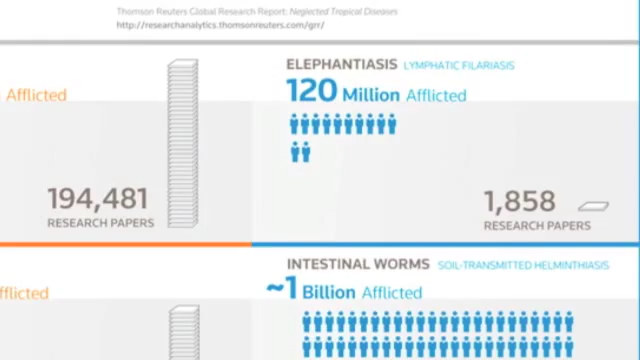 Thomson Reuters Global Research Report: Neglected Tropical Diseases
http://researchanalytics.thomsonreuters.com/grr/
ELEPHANTIASIS LYMPHATIC FILARIASIS
Afflicted
120 Million Afflicted
194,481
RESEARCH PAPERS
1,858
RESEARCH PAPERS
INTESTINAL WORMS SOIL-TRANSMITTED HELMINTHIASIS
fflicted
~1 Billion Afflicted